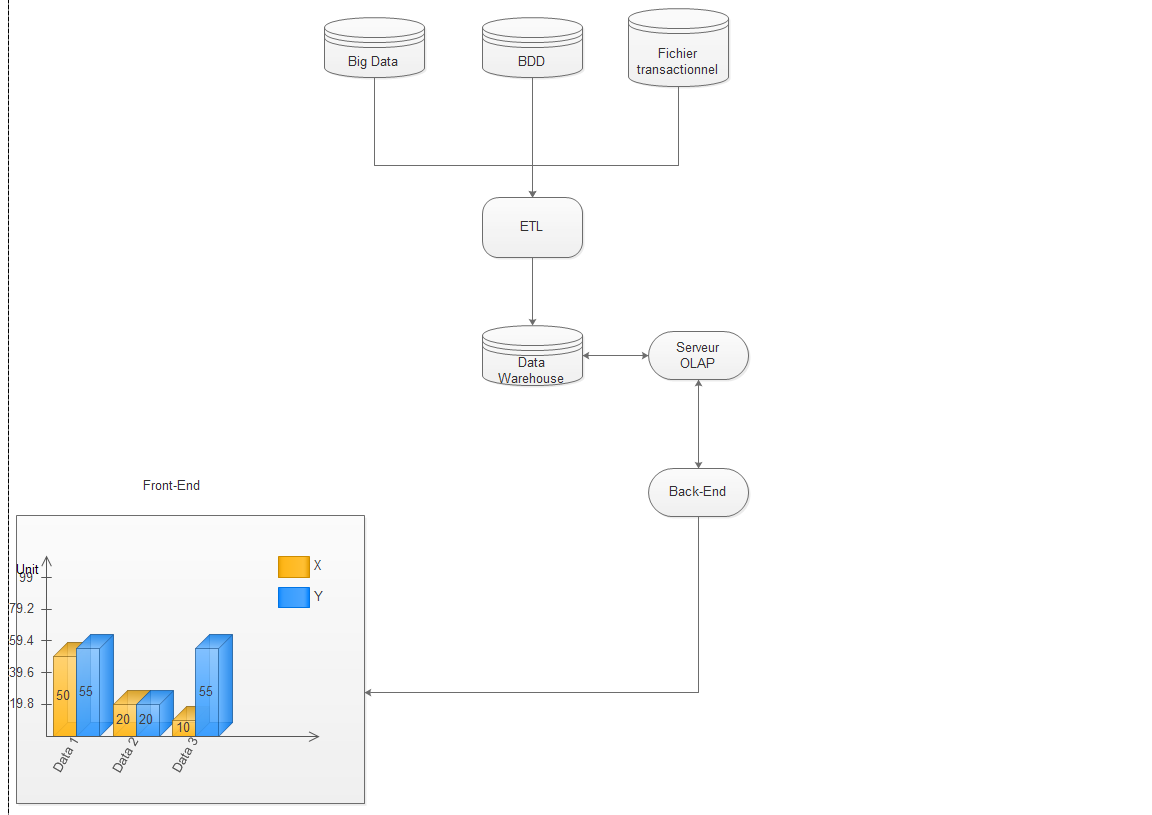 Big Data
BDD
Fichier
transactionnel
ETL
Data
Warehouse
Serveur
OLAP
Back-End
Front-End
Unit
99
79.2
59.4
39.6
19.8
X
Y
50
55
20
20
10
55
Data 1
Data 2
Data 3